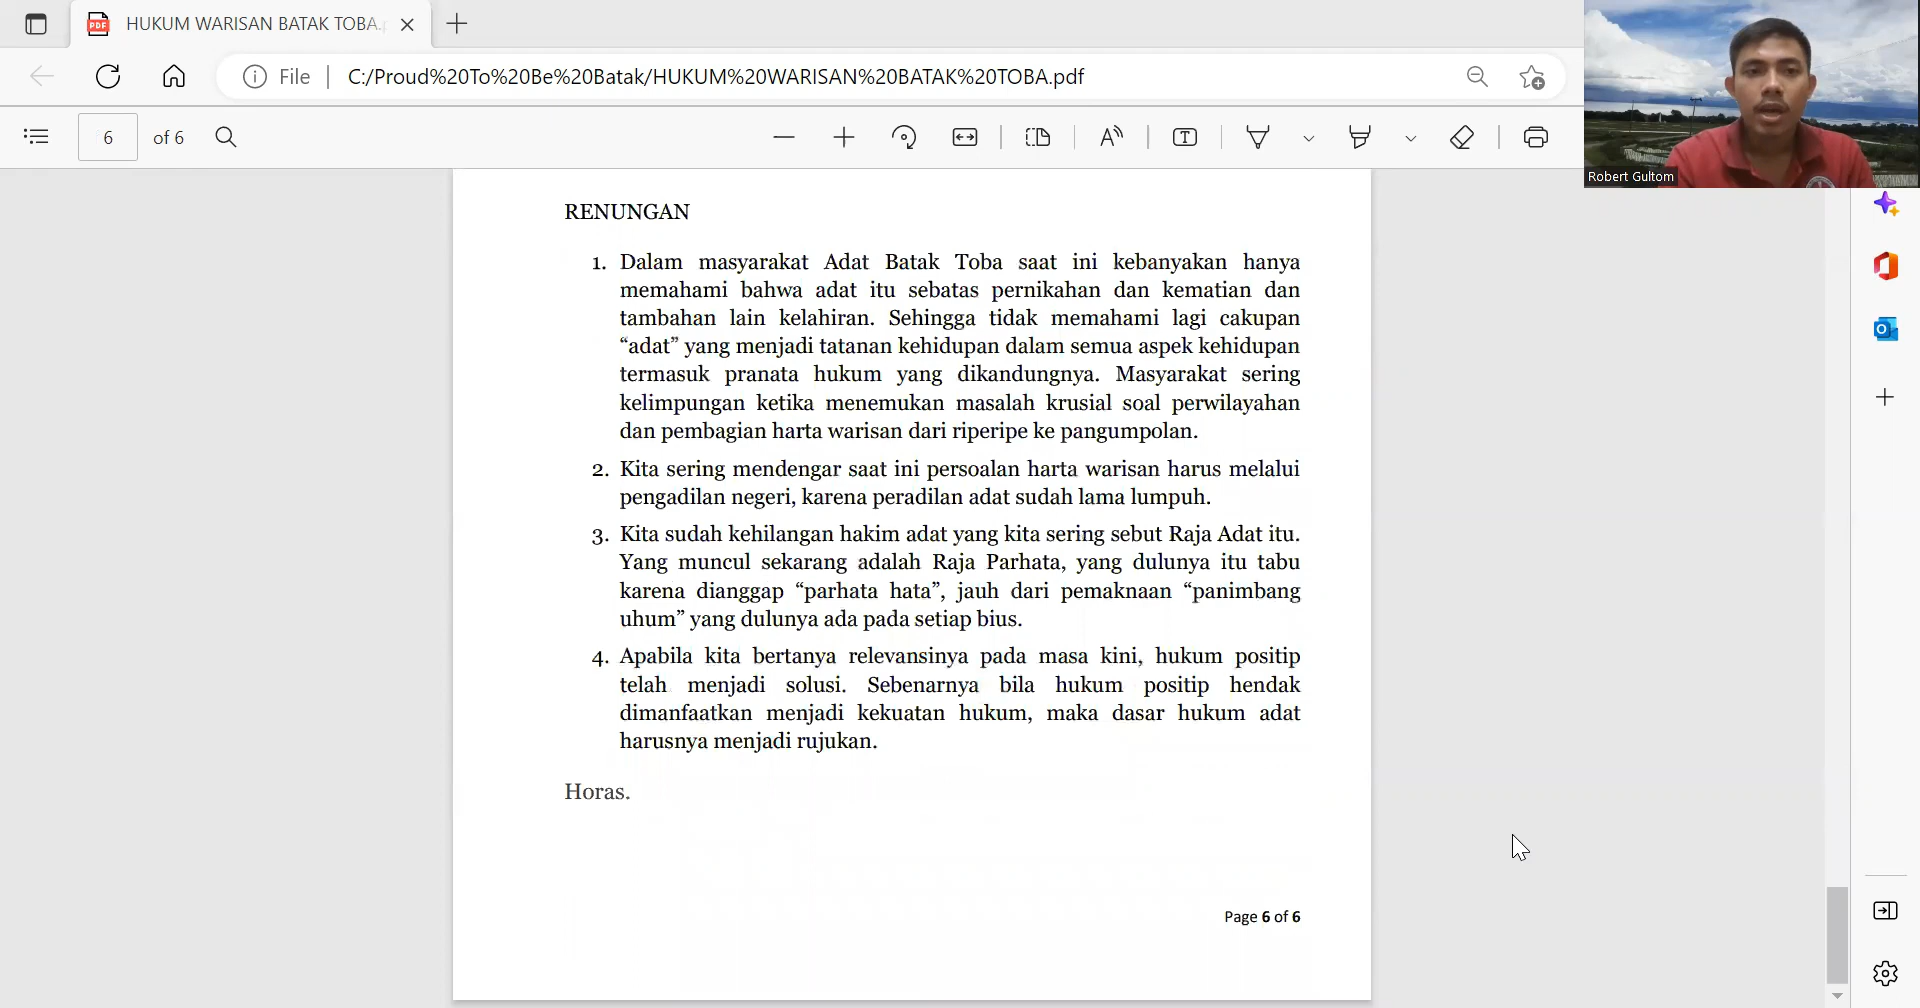 HUKUM WARISAN BATAK TOBA.
File
C:/Proud%20To%20Be%20Batak/HUKUM%20WARISAN%20BATAK%20TOBA.pdf
6 of 6
Robert Gultom
RENUNGAN
1. Dalam masyarakat Adat Batak Toba saat ini kebanyakan hanya
memahami bahwa adat itu sebatas pernikahan dan kematian dan
tambahan lain kelahiran. Sehingga tidak memahami lagi cakupan
“adat” yang menjadi tatanan kehidupan dalam semua aspek kehidupan
termasuk pranata hukum yang dikandungnya. Masyarakat sering
kelimpungan ketika menemukan masalah krusial soal perwilayahan
dan pembagian harta warisan dari riperipe ke pangumpolan.
2. Kita sering mendengar saat ini persoalan harta warisan harus melalui
pengadilan negeri, karena peradilan adat sudah lama lumpuh.
3. Kita sudah kehilangan hakim adat yang kita sering sebut Raja Adat itu.
Yang muncul sekarang adalah Raja Parhata, yang dulunya itu tabu
karena dianggap “parhata hata”, jauh dari pemaknaan “panimbang
uhum” yang dulunya ada pada setiap bius.
4. Apabila kita bertanya relevansinya pada masa kini, hukum positip
telah menjadi solusi. Sebenarnya bila hukum positip hendak
dimanfaatkan menjadi kekuatan hukum, maka dasar hukum adat
harusnya menjadi rujukan.
Horas.
Page 6 of 6